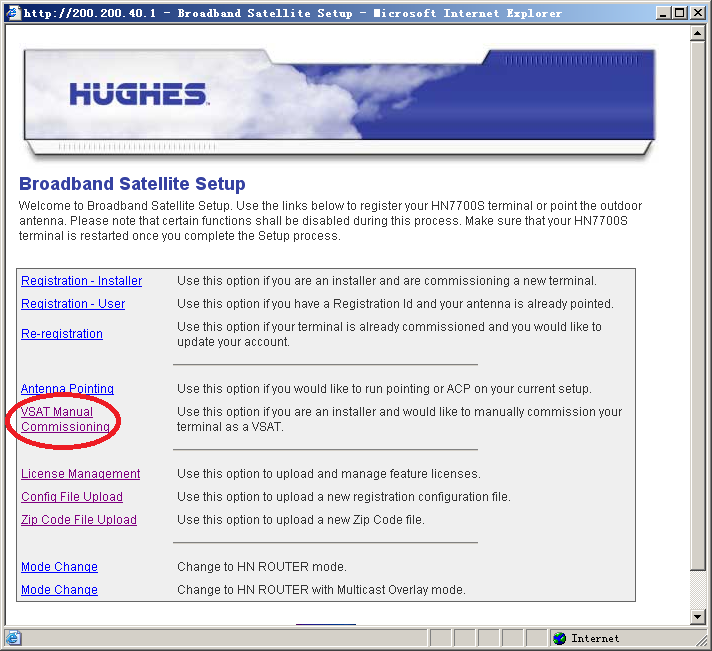 http://200.200.40.1 - Broadband Satellite Setup - Microsoft Internet Explorer
HUGHES
Broadband Satellite Setup
Welcome to Broadband Satellite Setup. Use the links below to register your HN7700S terminal or point the outdoor
antenna. Please note that certain functions shall be disabled during this process. Make sure that your HN7700S
terminal is restarted once you complete the Setup process.
Registration - Installer Use this option if you are an installer and are commissioning a new terminal.
Registration - User Use this option if you have a Registration Id and your antenna is already pointed.
Re-registration Use this option if your terminal is already commissioned and you would like to
update your account.
Antenna Pointing Use this option if you would like to run pointing or ACP on your current setup.
VSAT Manual Use this option if you are an installer and would like to manually commission your
Commissioning terminal as a VSAT.
License Management Use this option to upload and manage feature licenses.
Config File Upload Use this option to upload a new registration configuration file.
Zip Code File Upload Use this option to upload a new Zip Code file.
Mode Change Change to HN ROUTER mode.
Mode Change Change to HN ROUTER with Multicast Overlay mode.
Internet